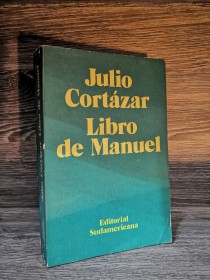 Julio
Cortázar
Libro
de Manuel
Editorial
Sudamericana